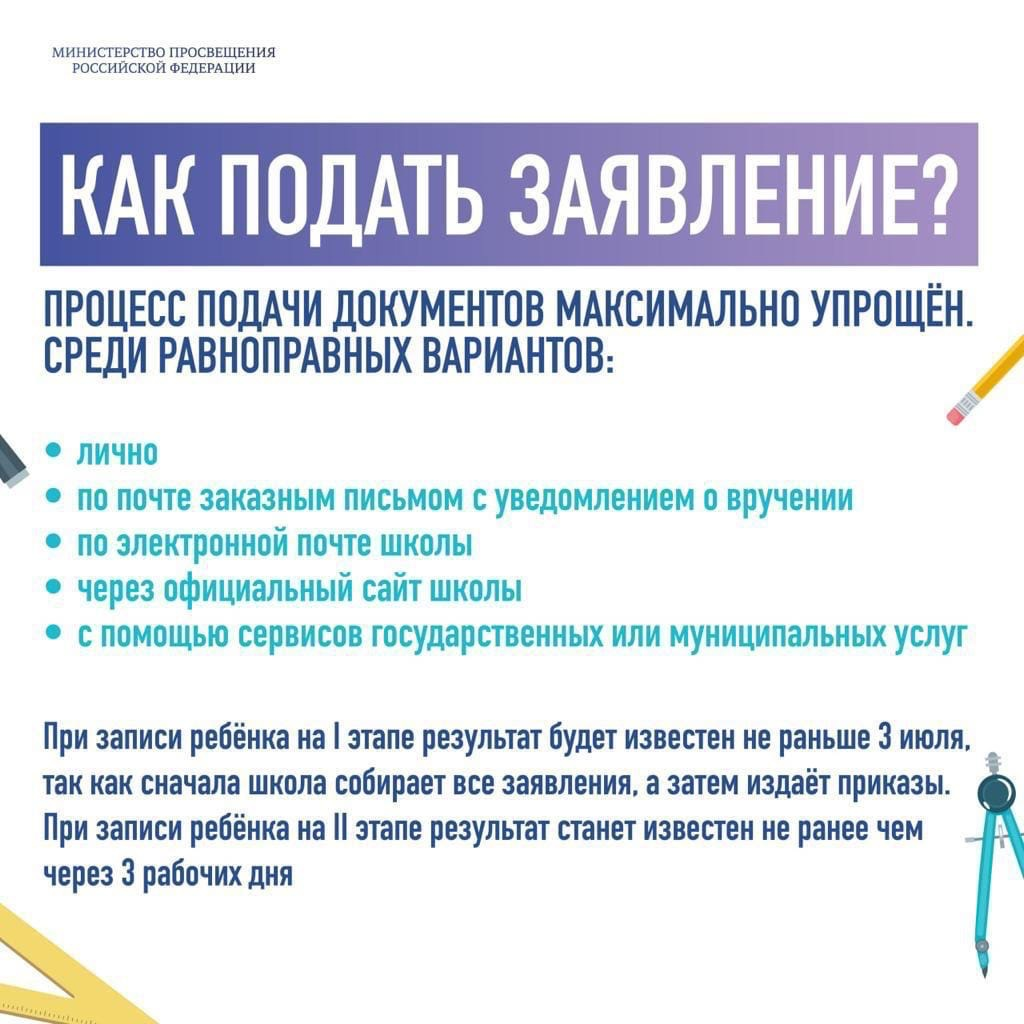 МИНИСТЕРСТВО ПРОСВЕЩЕНИЯ
РОССИЙСКОЙ ФЕДЕРАЦИИ
КАК ПОДАТЬ ЗАЯВЛЕНИЕ?
ПРОЦЕСС ПОДАЧИ ДОКУМЕНТОВ МАКСИМАЛЬНО УПРОЩЁН.
СРЕДИ РАВНОПРАВНЫХ ВАРИАНТОВ:
• лично
• по почте заказным письмом с уведомлением о вручении
• по электронной почте школы
• через официальный сайт школы
• с помощью сервисов государственных или муниципальных услуг
При записи ребёнка на I этапе результат будет известен не раньше 3 июля,
так как сначала школа собирает все заявления, а затем издаёт приказы.
При записи ребёнка на II этапе результат станет известен не ранее чем
через 3 рабочих дня